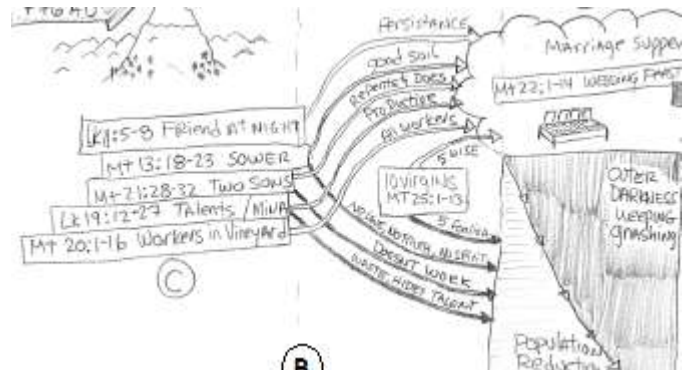 Persistance
Good Soil
Repents & Does
Productive
All Workers
5 WISE
Marriage Supper
Mt 22:1-14 WEDDING FEAST
Lk 11:5-8 Friend AT NIGHT
Mt 13:18-23 SOWER
Mt 21:28-32 TWO SONS
Lk 19:12-27 Talents / MINA
Mt 20:1-16 Workers in Vineyard
10 VIRGINS
MT 25:1-13
5 Foolish
DOESN'T WORK
WASTE, HIDES TALENT
OUTER
DARKNESS
WEEPING
gnashing
Population
Reduction
C
B